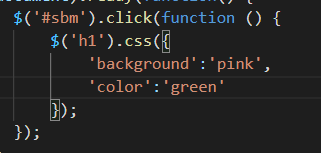 $('#sbm').click(function () {
$('h1').css({
'background':'pink',
'color':'green'
});
});